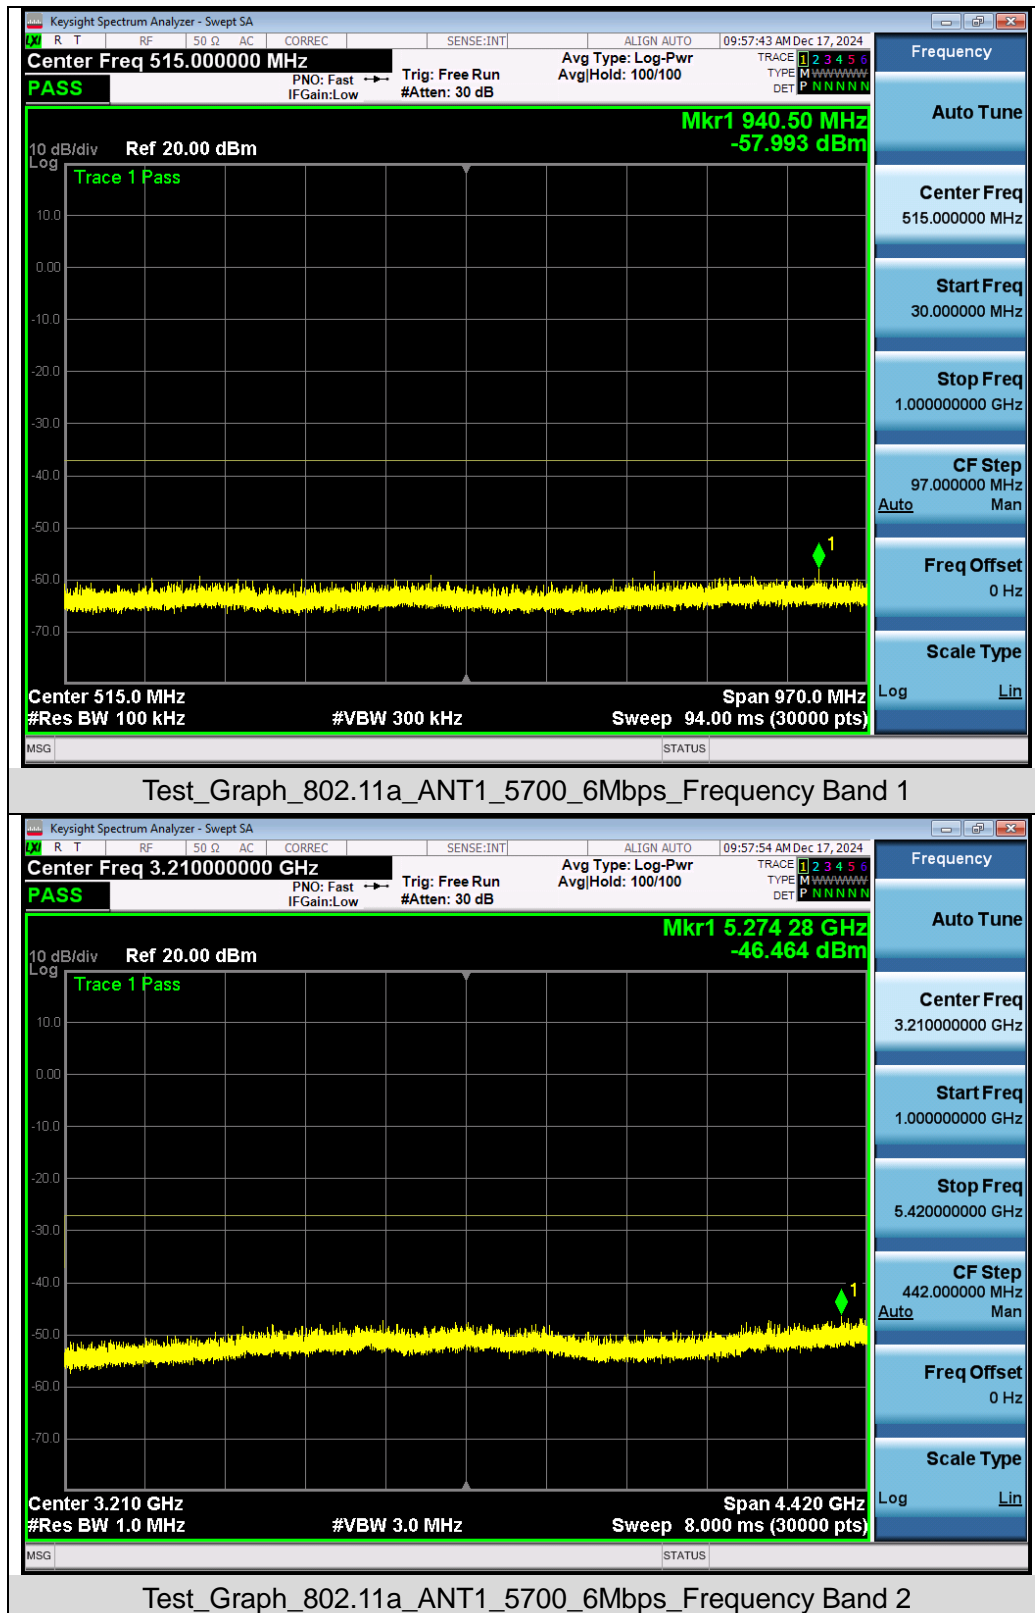 Keysight Spectrum Analyzer - Swept SA
LXI R T RF 50 Ω AC CORREC SENSE:INT ALIGN AUTO 09:57:43 AM Dec 17, 2024
Center Freq 515.000000 MHz
PASS
PNO: Fast
IFGain:Low
Trig: Free Run
#Atten: 30 dB
Avg Type: Log-Pwr
Avg|Hold: 100/100
TRACE 1 2 3 4 5 6
TYPE M W W W W W
DET P N N N N N
Mkr1 940.50 MHz
-57.993 dBm
10 dB/div
Log
Ref 20.00 dBm
Trace 1 Pass
10.0
0.00
-10.0
-20.0
-30.0
-40.0
-50.0
-60.0
-70.0
1
Center 515.0 MHz
Span 970.0 MHz
#Res BW 100 kHz
#VBW 300 kHz
Sweep 94.00 ms (30000 pts)
MSG
STATUS
Frequency
Auto Tune
Center Freq
515.000000 MHz
Start Freq
30.000000 MHz
Stop Freq
1.000000000 GHz
CF Step
97.000000 MHz
Auto Man
Freq Offset
0 Hz
Scale Type
Log Lin
Test_Graph_802.11a_ANT1_5700_6Mbps_Frequency Band 1
Keysight Spectrum Analyzer - Swept SA
LXI R T RF 50 Ω AC CORREC SENSE:INT ALIGN AUTO 09:57:54 AM Dec 17, 2024
Center Freq 3.210000000 GHz
PASS
PNO: Fast
IFGain:Low
Trig: Free Run
#Atten: 30 dB
Avg Type: Log-Pwr
Avg|Hold: 100/100
TRACE 1 2 3 4 5 6
TYPE M W W W W W
DET P N N N N N
Mkr1 5.274 28 GHz
-46.464 dBm
10 dB/div
Log
Ref 20.00 dBm
Trace 1 Pass
10.0
0.00
-10.0
-20.0
-30.0
-40.0
-50.0
-60.0
-70.0
1
Center 3.210 GHz
Span 4.420 GHz
#Res BW 1.0 MHz
#VBW 3.0 MHz
Sweep 8.000 ms (30000 pts)
MSG
STATUS
Frequency
Auto Tune
Center Freq
3.210000000 GHz
Start Freq
1.000000000 GHz
Stop Freq
5.420000000 GHz
CF Step
442.000000 MHz
Auto Man
Freq Offset
0 Hz
Scale Type
Log Lin
Test_Graph_802.11a_ANT1_5700_6Mbps_Frequency Band 2